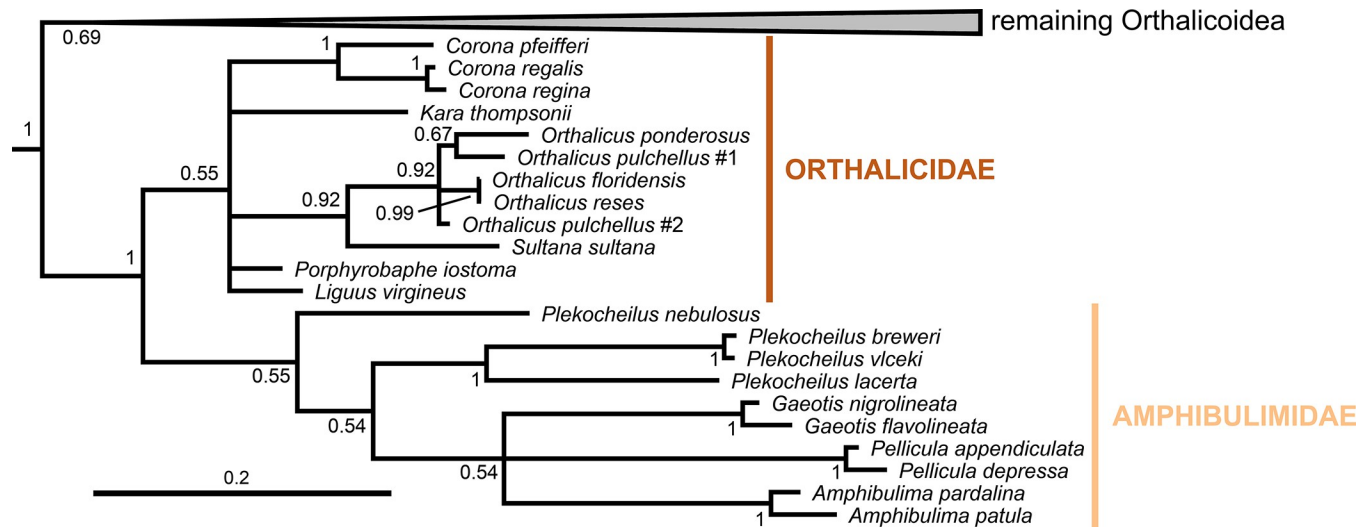 remaining Orthalicoidea
0.69
1
Corona pfeifferi
1
Corona regalis
Corona regina
Kara thompsonii
1
0.67
Orthalicus ponderosus
Orthalicus pulchellus #1
0.55
0.92
Orthalicus floridensis
ORTHALICIDAE
0.92
Orthalicus reses
0.99
Orthalicus pulchellus #2
Sultana sultana
1
Porphyrobaphe iostoma
Liguus virgineus
Plekocheilus nebulosus
Plekocheilus breweri
1
Plekocheilus vlceki
0.55
1
Plekocheilus lacerta
Gaeotis nigrolineata
0.54
1
Gaeotis flavolineata
AMPHIBULIMIDAE
Pellicula appendiculata
0.54
1
Pellicula depressa
0.2
Amphibulima pardalina
1
Amphibulima patula